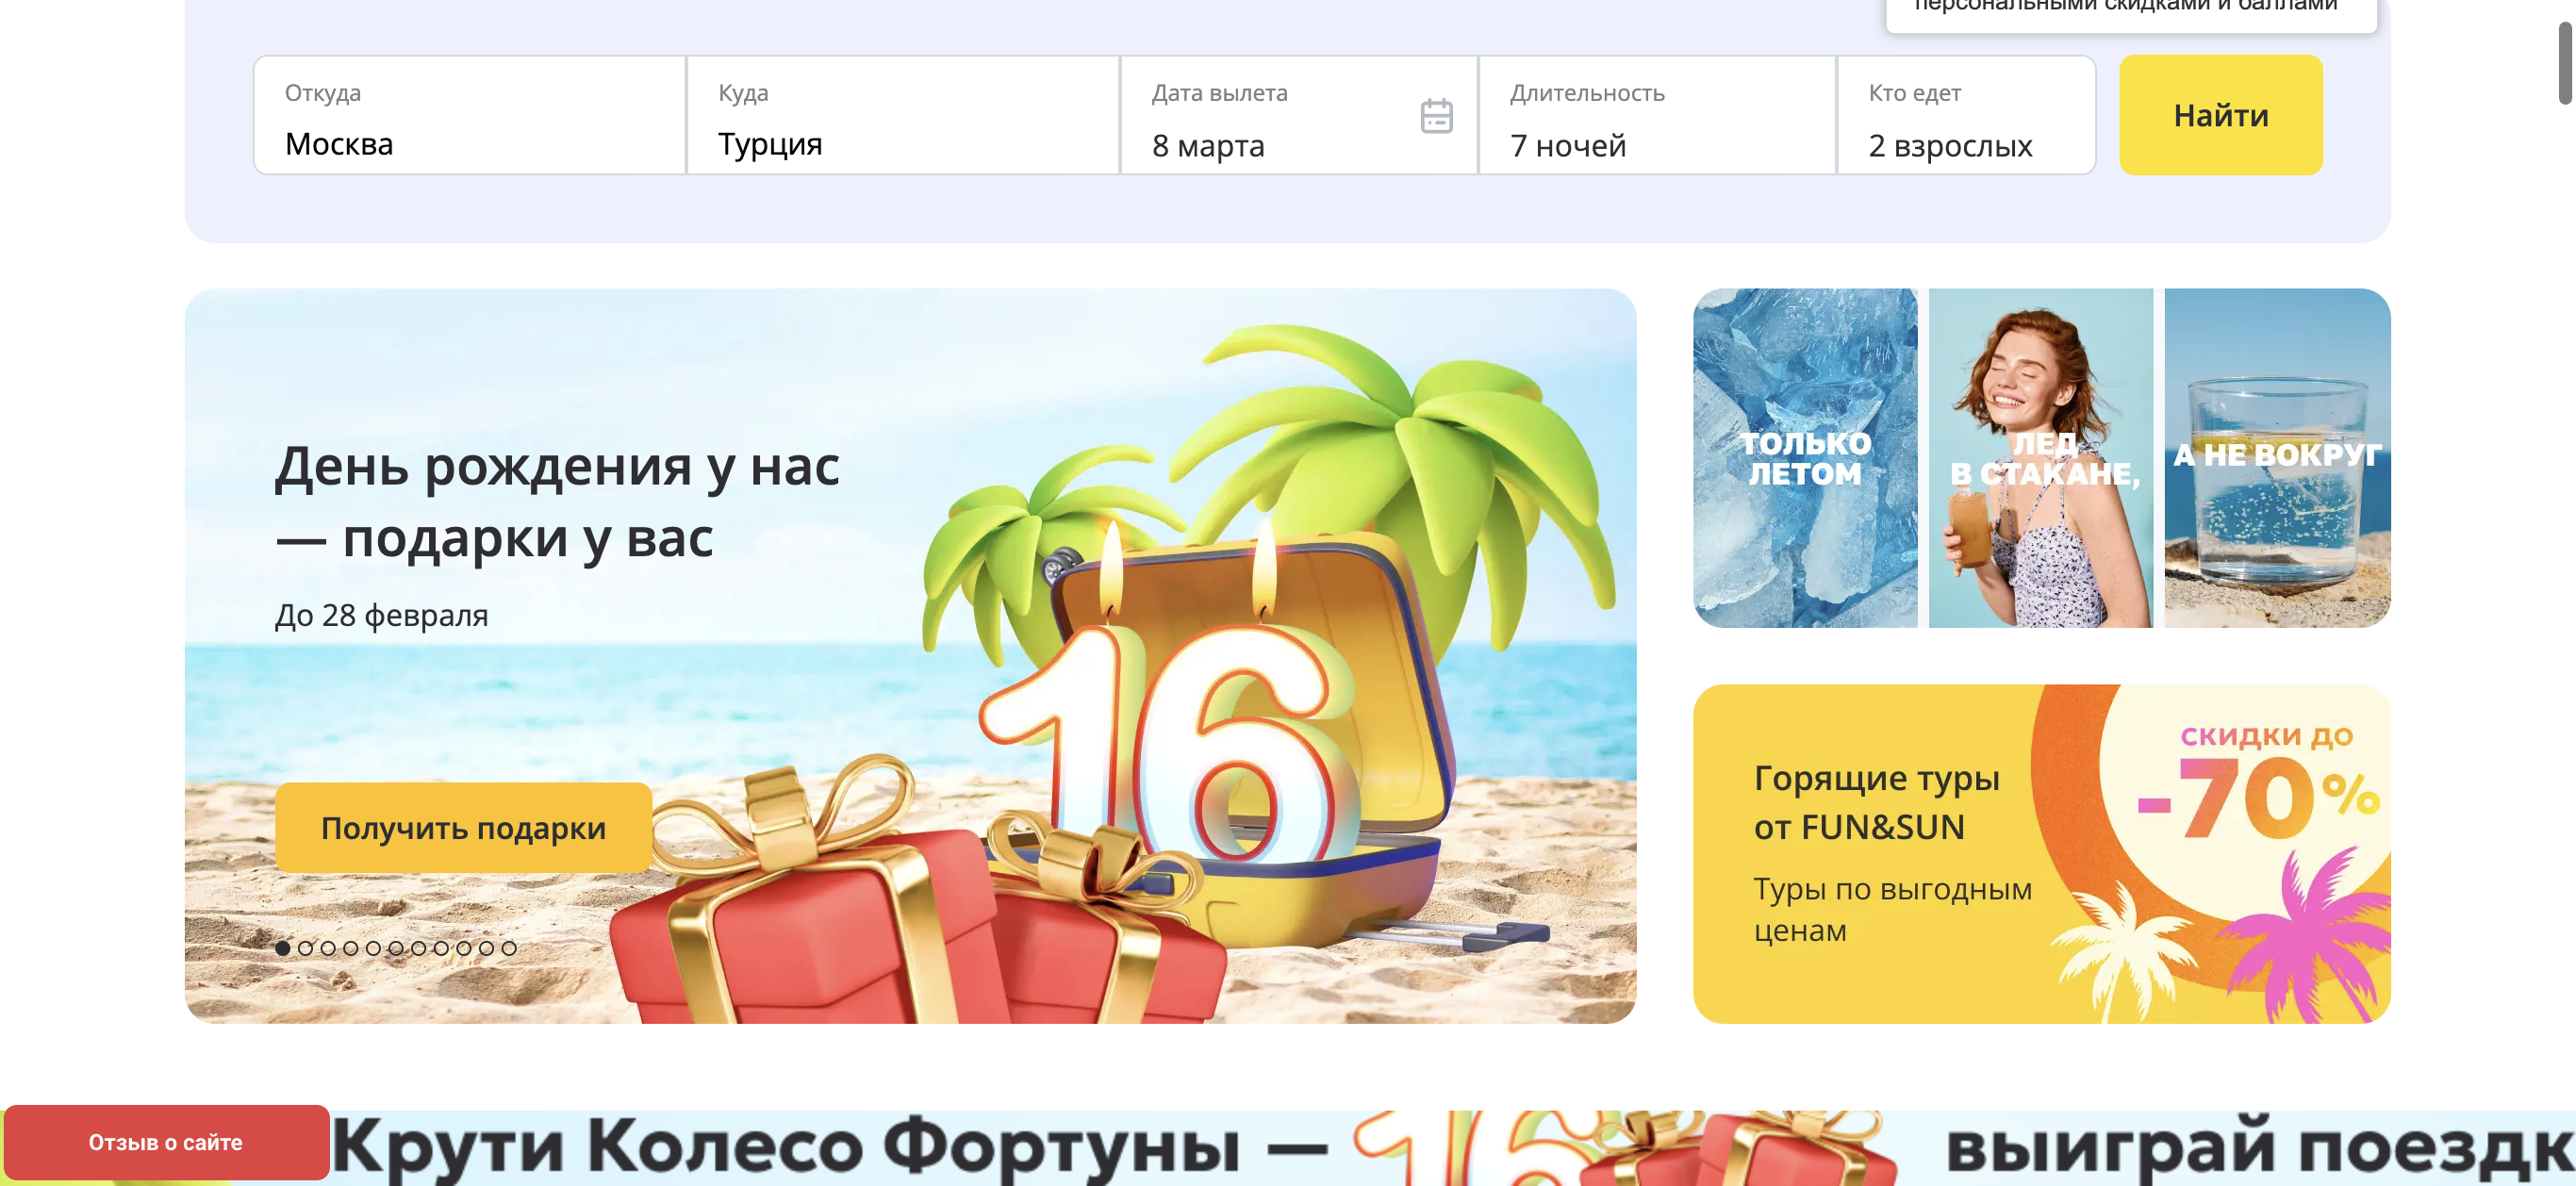 персональными скидками и баллами
Откуда
Москва
Куда
Турция
Дата вылета
8 марта
Длительность
7 ночей
Кто едет
2 взрослых
Найти
День рождения у нас
— подарки у вас
До 28 февраля
Получить подарки
16
ТОЛЬКО
ЛЕТОМ
ЛЕД
В СТАКАНЕ,
А НЕ ВОКРУГ
Горящие туры
от FUN&SUN
Туры по выгодным
ценам
СКИДКИ ДО
-70%
Отзыв о сайте
Крути Колесо Фортуны — 16 выиграй поездк